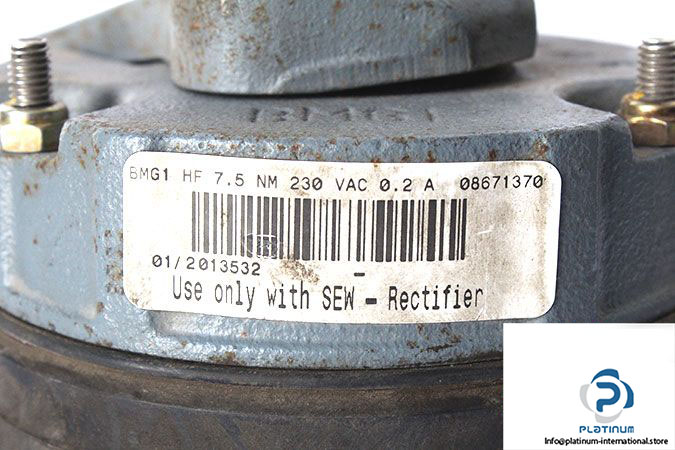 BMG1
BMG1 HF 7.5 NM 230 VAC 0.2 A 08671370
01/2013532
Use only with SEW - Rectifier
PLATINUM
Info@platinum-international.store